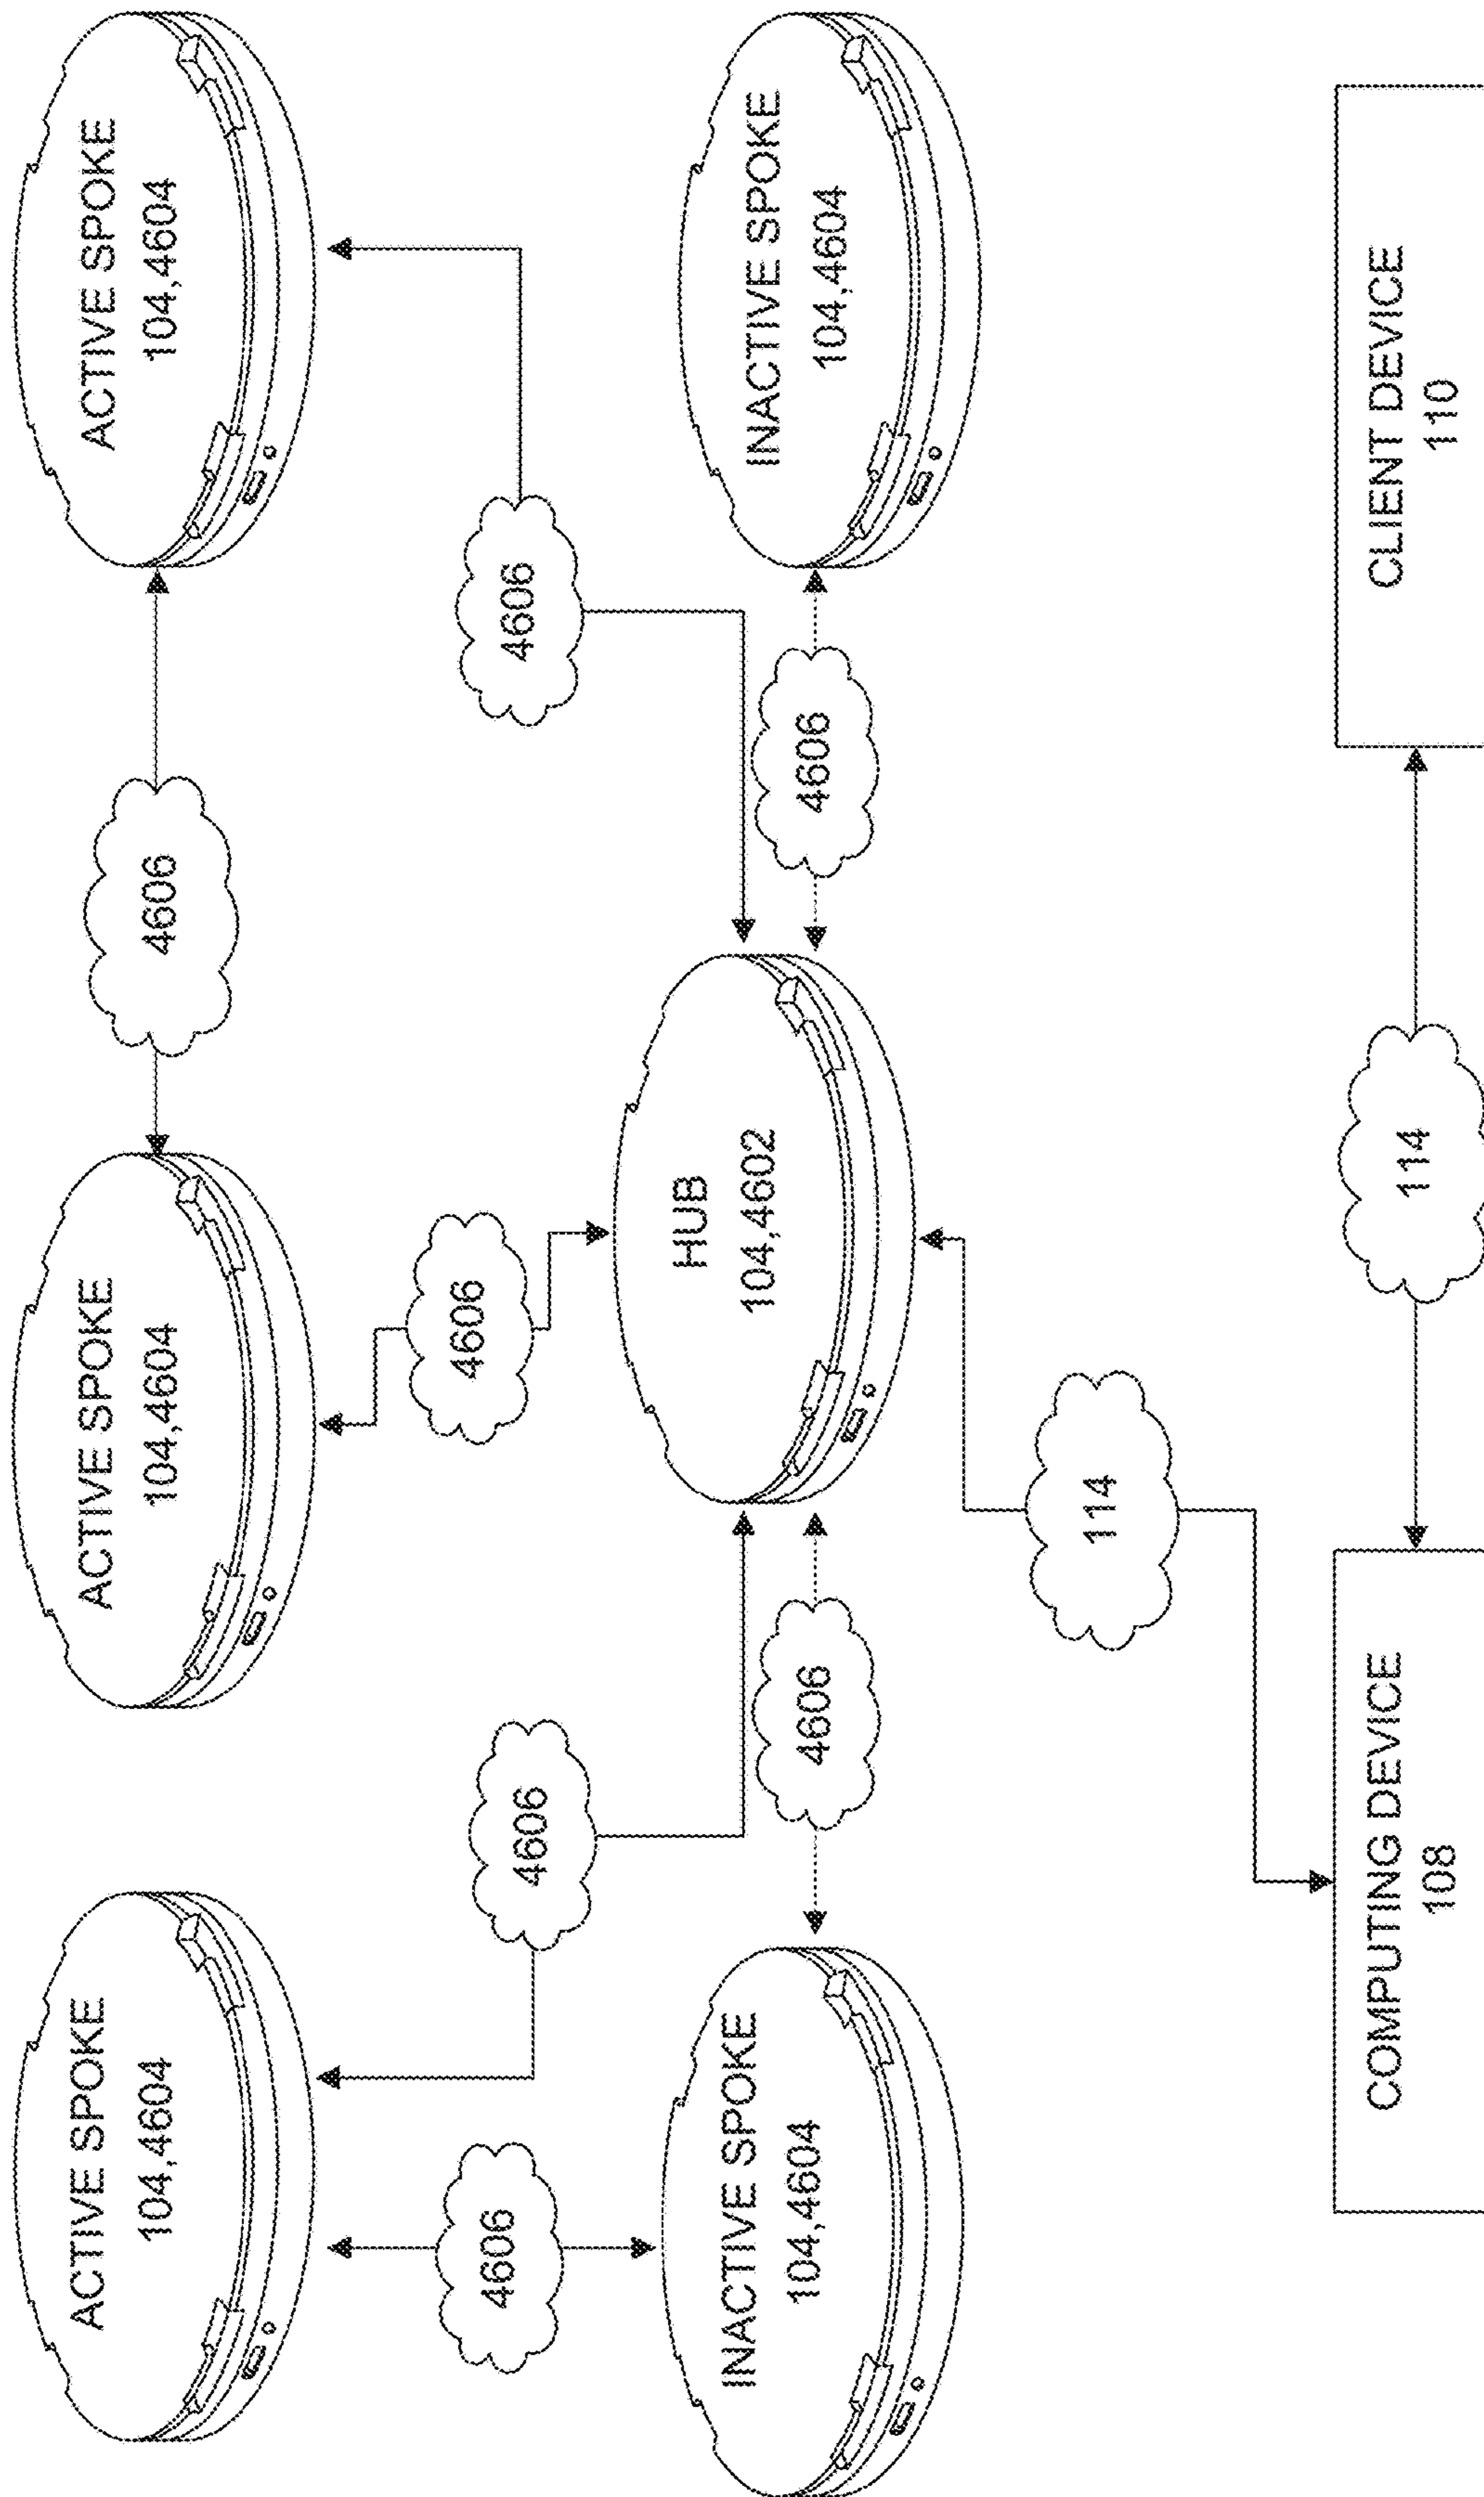 ACTIVE SPOKE
104,4604
ACTIVE SPOKE
104,4604
4606
ACTIVE SPOKE
104,4604
4606
4606
4606
4606
INACTIVE SPOKE
104,4604
4606
HUB
104,4602
4606
INACTIVE SPOKE
104,4604
114
COMPUTING DEVICE
108
114
CLIENT DEVICE
110